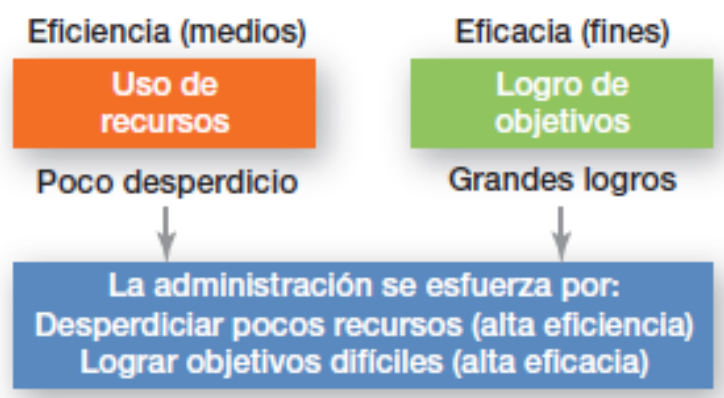 Eficiencia (medios)
Eficacia (fines)
Uso de
recursos
Logro de
objetivos
Poco desperdicio
Grandes logros
La administración se esfuerza por:
Desperdiciar pocos recursos (alta eficiencia)
Lograr objetivos difíciles (alta eficacia)